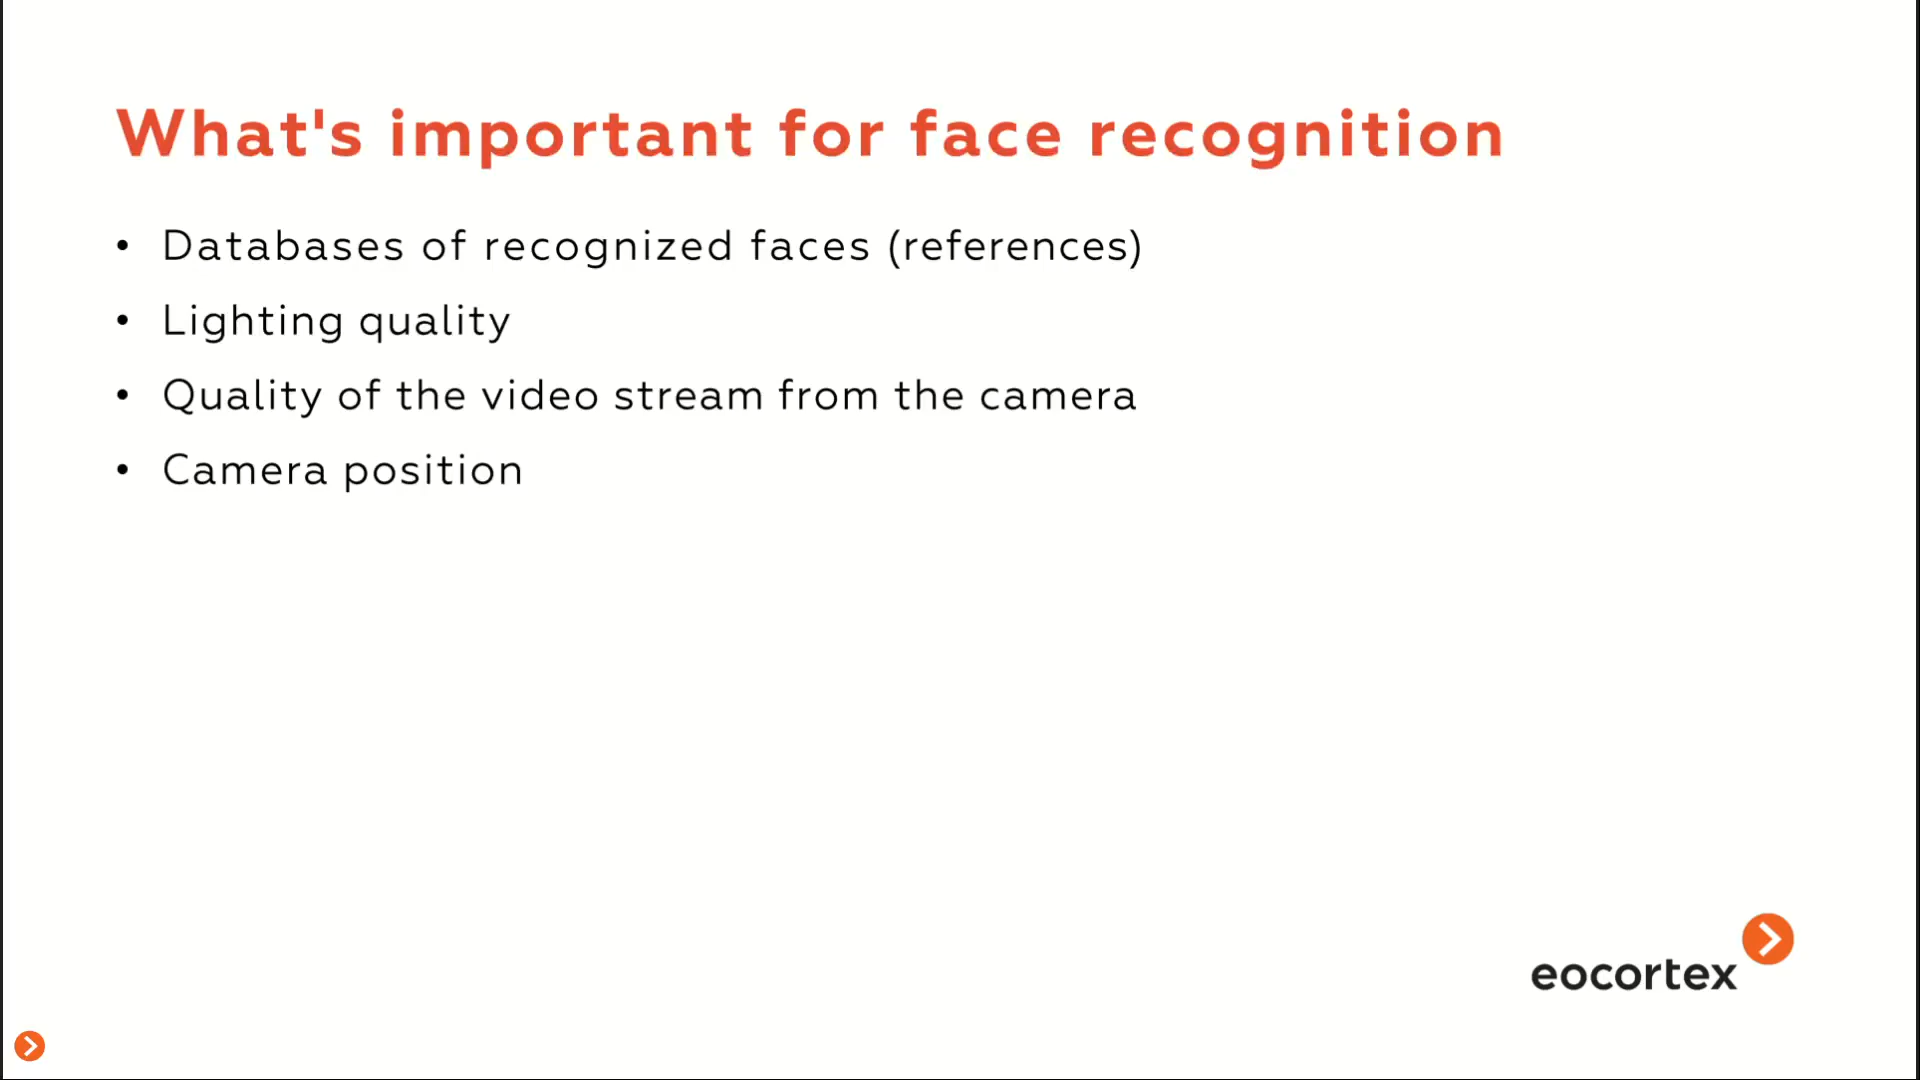 What's important for face recognition
• Databases of recognized faces (references)
• Lighting quality
• Quality of the video stream from the camera
• Camera position
eocortex